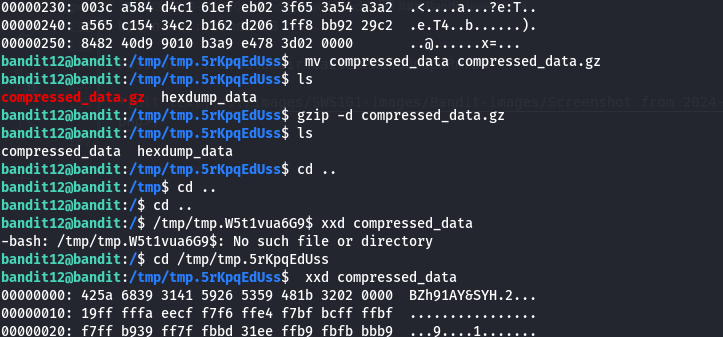 00000230: 003c a584 d4c1 61ef eb02 3f65 3a54 a3a2  .<....a...?e:T..
00000240: a565 c154 34c2 b162 d206 1ff8 bb92 29c2  .e.T4..b......).
00000250: 8482 40d9 9010 b3a9 e478 3d02 0000       ..@......x=...
bandit12@bandit:/tmp/tmp.5rKpqEdUss$  mv compressed_data compressed_data.gz
bandit12@bandit:/tmp/tmp.5rKpqEdUss$ ls
compressed_data.gz  hexdump_data
bandit12@bandit:/tmp/tmp.5rKpqEdUss$ gzip -d compressed_data.gz
bandit12@bandit:/tmp/tmp.5rKpqEdUss$ ls
compressed_data  hexdump_data
bandit12@bandit:/tmp/tmp.5rKpqEdUss$ cd ..
bandit12@bandit:/tmp$ cd ..
bandit12@bandit:/$ cd ..
bandit12@bandit:/$ /tmp/tmp.W5t1vua6G9$ xxd compressed_data
-bash: /tmp/tmp.W5t1vua6G9$: No such file or directory
bandit12@bandit:/$ cd /tmp/tmp.5rKpqEdUss
bandit12@bandit:/tmp/tmp.5rKpqEdUss$  xxd compressed_data
00000000: 425a 6839 3141 5926 5359 481b 3202 0000  BZh91AY&SYH.2...
00000010: 19ff fffa eecf f7f6 ffe4 f7bf bcff ffbf  ................
00000020: f7ff b939 ff7f ffbd 31ee ffb9 fbfb bbb9  ...9....1.......